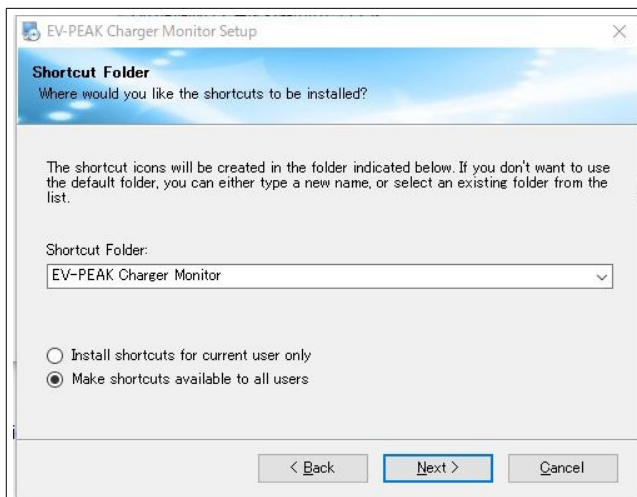 EV-PEAK Charger Monitor Setup
Shortcut Folder
Where would you like the shortcuts to be installed?
The shortcut icons will be created in the folder indicated below. If you don't want to use
the default folder, you can either type a new name, or select an existing folder from the
list.
Shortcut Folder:
EV-PEAK Charger Monitor
Install shortcuts for current user only
Make shortcuts available to all users
< Back
Next >
Cancel